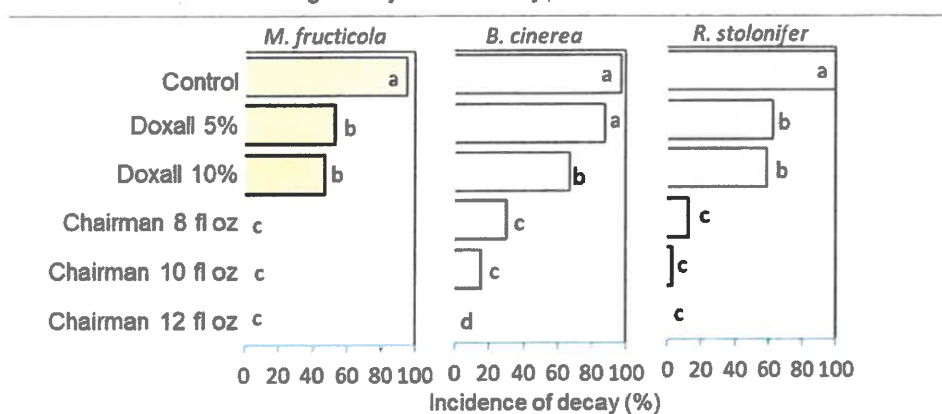 M. fructicola B. cinerea R. stolonifer
Control a a a
Doxall 5% b a b
Doxall 10% b b b
Chairman 8 fl oz c c c
Chairman 10 fl oz c c c
Chairman 12 fl oz c d c
0 20 40 60 80 100 0 20 40 60 80 100 0 20 40 60 80 100
Incidence of decay (%)